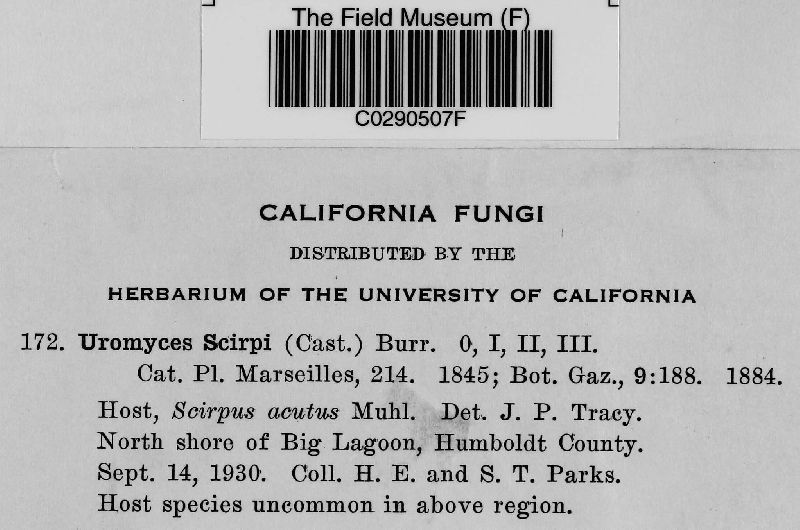 The Field Museum (F)
C0290507F
CALIFORNIA FUNGI
DISTRIBUTED BY THE
HERBARIUM OF THE UNIVERSITY OF CALIFORNIA
172. Uromyces Scirpi (Cast.) Burr. 0, I, II, III.
Cat. Pl. Marseilles, 214. 1845; Bot. Gaz., 9:188. 1884.
Host, Scirpus acutus Muhl. Det. J. P. Tracy.
North shore of Big Lagoon, Humboldt County.
Sept. 14, 1930. Coll. H. E. and S. T. Parks.
Host species uncommon in above region.